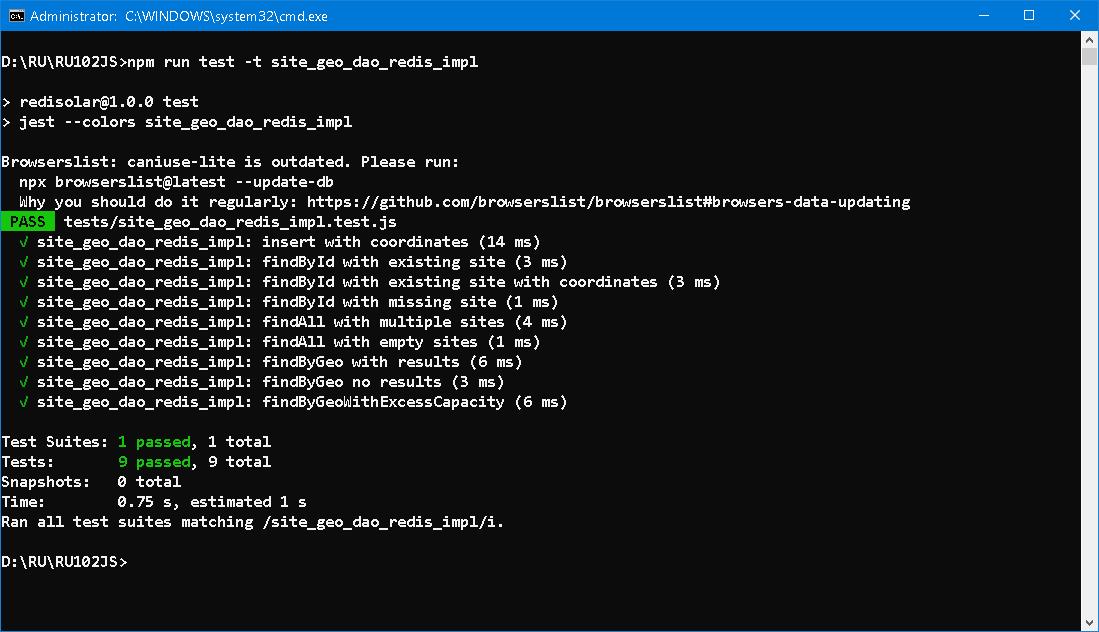 Administrator: C:\WINDOWS\system32\cmd.exe
D:\RU\RU102JS>npm run test -t site_geo_dao_redis_impl
> redisolar@1.0.0 test
> jest --colors site_geo_dao_redis_impl
Browserslist: caniuse-lite is outdated. Please run:
  npx browserslist@latest --update-db
  Why you should do it regularly: https://github.com/browserslist/browserslist#browsers-data-updating
PASS tests/site_geo_dao_redis_impl.test.js
  √ site_geo_dao_redis_impl: insert with coordinates (14 ms)
  √ site_geo_dao_redis_impl: findById with existing site (3 ms)
  √ site_geo_dao_redis_impl: findById with existing site with coordinates (3 ms)
  √ site_geo_dao_redis_impl: findById with missing site (1 ms)
  √ site_geo_dao_redis_impl: findAll with multiple sites (4 ms)
  √ site_geo_dao_redis_impl: findAll with empty sites (1 ms)
  √ site_geo_dao_redis_impl: findByGeo with results (6 ms)
  √ site_geo_dao_redis_impl: findByGeo no results (3 ms)
  √ site_geo_dao_redis_impl: findByGeoWithExcessCapacity (6 ms)
Test Suites: 1 passed, 1 total
Tests:       9 passed, 9 total
Snapshots:   0 total
Time:        0.75 s, estimated 1 s
Ran all test suites matching /site_geo_dao_redis_impl/i.
D:\RU\RU102JS>